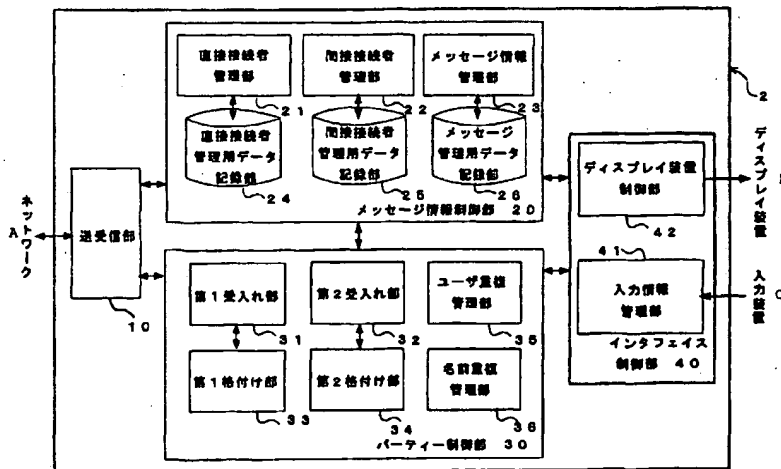 直接接続者
管理部
間接接続者
管理部
メッセージ情報
管理部
21
22
23
2
直接接続者
管理用データ
記録部
間接接続者
管理用データ
記録部
メッセージ
管理用データ
記録部
24
25
26
メッセージ情報制御部 20
ネットワーク
A
送受信部
10
ディスプレイ装置
制御部
42
ディスプレイ装置
41
入力情報
管理部
入力装置
C
インタフェイス
制御部 40
第1受入れ部
第2受入れ部
ユーザ重複
管理部
31
32
35
第1格付け部
第2格付け部
名前重複
管理部
33
34
36
パーティー制御部 30